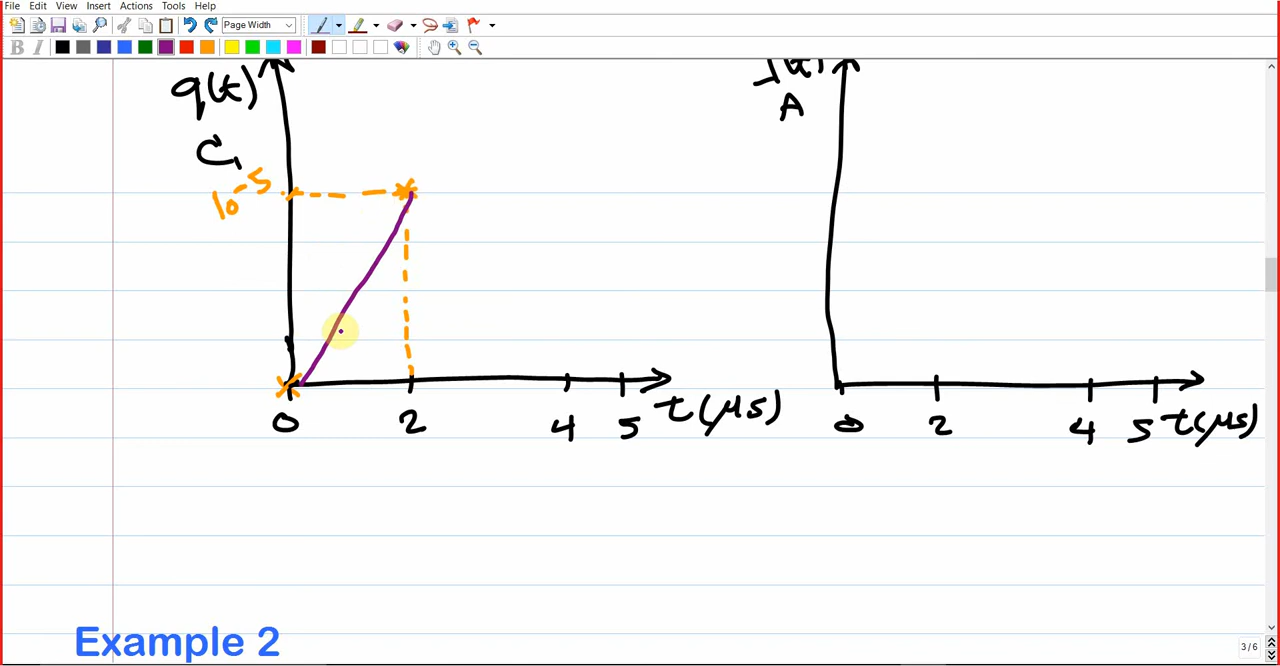 File Edit View Insert Actions Tools Help
Page Width
B I
q(t)
C
10⁻⁵
0 2 4 5 t(μs)
A
0 2 4 5 t(μs)
Example 2
3/6